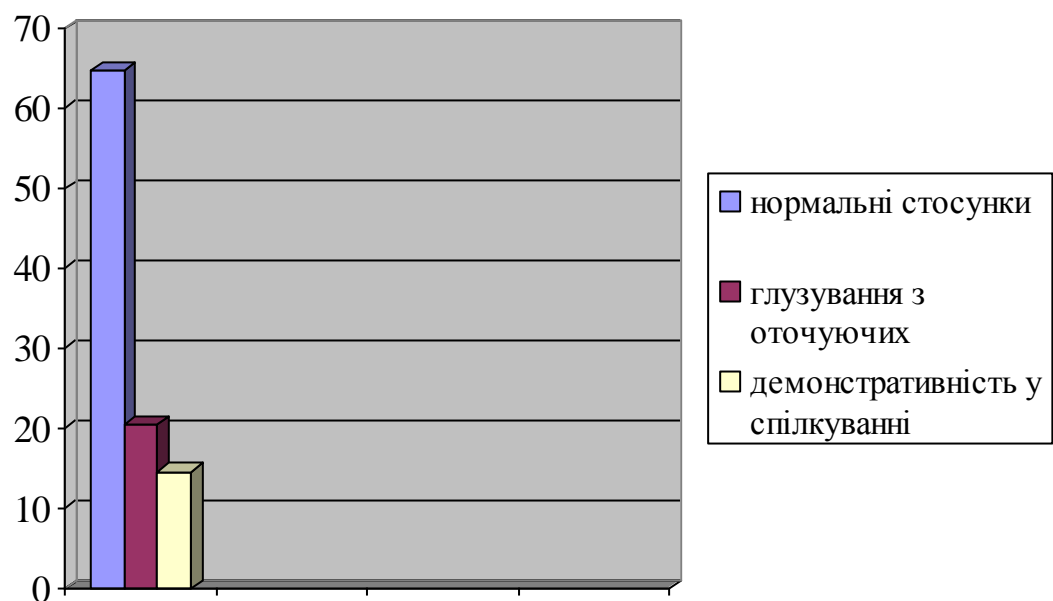 70
60
50
40
30
20
10
0
нормальні стосунки
глузування з
оточуючих
демонстративність у
спілкуванні